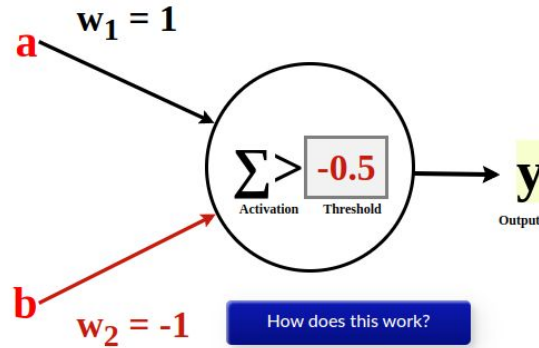 w1 = 1
a
∑ > -0.5
Activation Threshold
y
Output
b
w2 = -1
How does this work?